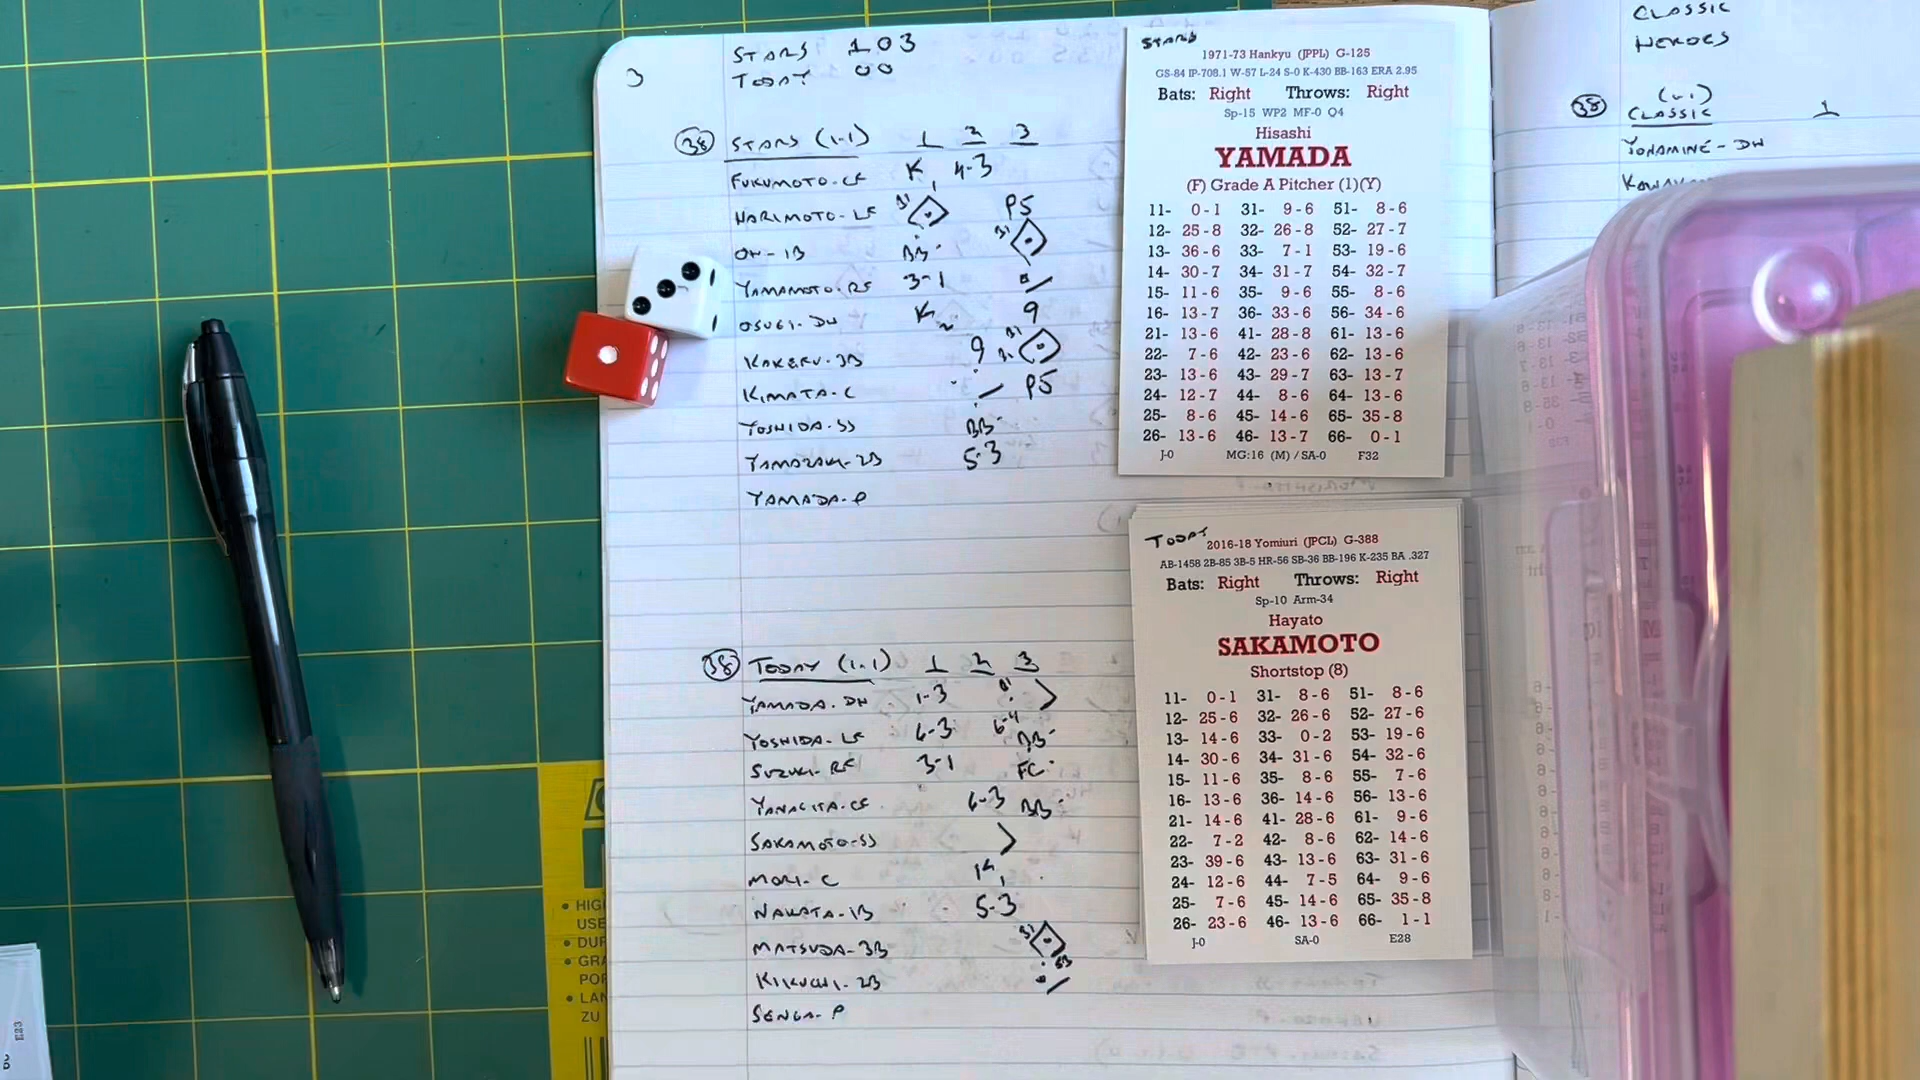 CLASSIC
HEROES
3
STARS 1 0 3
TODAY 0 0
38 STARS (1-1) 1 2 3
FUKUMOTO-CF K 4-3
HARIMOTO-LF P5
OH-1B BB
YAMAMOTO-RF 3-1
OSUGI-DH K 9
KAKEFU-3B 9
KIMATA-C P5
YOSHIDA-SS BB
YAMAZAKI-2B 5-3
YAMADA-P
38 TODAY (1-1) 1 2 3
YAMADA-DH 1-3
YOSHIDA-LF 6-3 6-4 BB
SUZUKI-RF 3-1 FC
YANAGITA-CF 6-3 BB
SAKAMOTO-SS
MORI-C K
NAKATA-1B 5-3
MATSUDA-3B
KIKUCHI-2B
SENGA-P
STARS
1971-73 Hankyu (JPPL) G-125
GS-84 IP-708.1 W-57 L-24 S-0 K-430 BB-163 ERA 2.95
Bats: Right Throws: Right
Sp-15 WP2 MF-0 Q4
Hisashi
YAMADA
(F) Grade A Pitcher (1)(Y)
11- 0-1 31- 9-6 51- 8-6
12- 25-8 32- 26-8 52- 27-7
13- 36-6 33- 7-1 53- 19-6
14- 30-7 34- 31-7 54- 32-7
15- 11-6 35- 9-6 55- 8-6
16- 13-7 36- 33-6 56- 34-6
21- 13-6 41- 28-8 61- 13-6
22- 7-6 42- 23-6 62- 13-6
23- 13-6 43- 29-7 63- 13-7
24- 12-7 44- 8-6 64- 13-6
25- 8-6 45- 14-6 65- 35-8
26- 13-6 46- 13-7 66- 0-1
J-0 MG:16 (M) / SA-0 F32
TODAY
2016-18 Yomiuri (JPCL) G-388
AB-1458 2B-85 3B-5 HR-56 SB-36 BB-196 K-235 BA .327
Bats: Right Throws: Right
Sp-10 Arm-34
Hayato
SAKAMOTO
Shortstop (8)
11- 0-1 31- 8-6 51- 8-6
12- 25-6 32- 26-6 52- 27-6
13- 14-6 33- 0-2 53- 19-6
14- 30-6 34- 31-6 54- 32-6
15- 11-6 35- 8-6 55- 7-6
16- 13-6 36- 14-6 56- 13-6
21- 14-6 41- 28-6 61- 9-6
22- 7-2 42- 8-6 62- 14-6
23- 39-6 43- 13-6 63- 31-6
24- 12-6 44- 7-5 64- 9-6
25- 7-6 45- 14-6 65- 35-8
26- 23-6 46- 13-6 66- 1-1
J-0 SA-0 E28
38 (1-1)
CLASSIC 1
YONAMINE-DH
E23